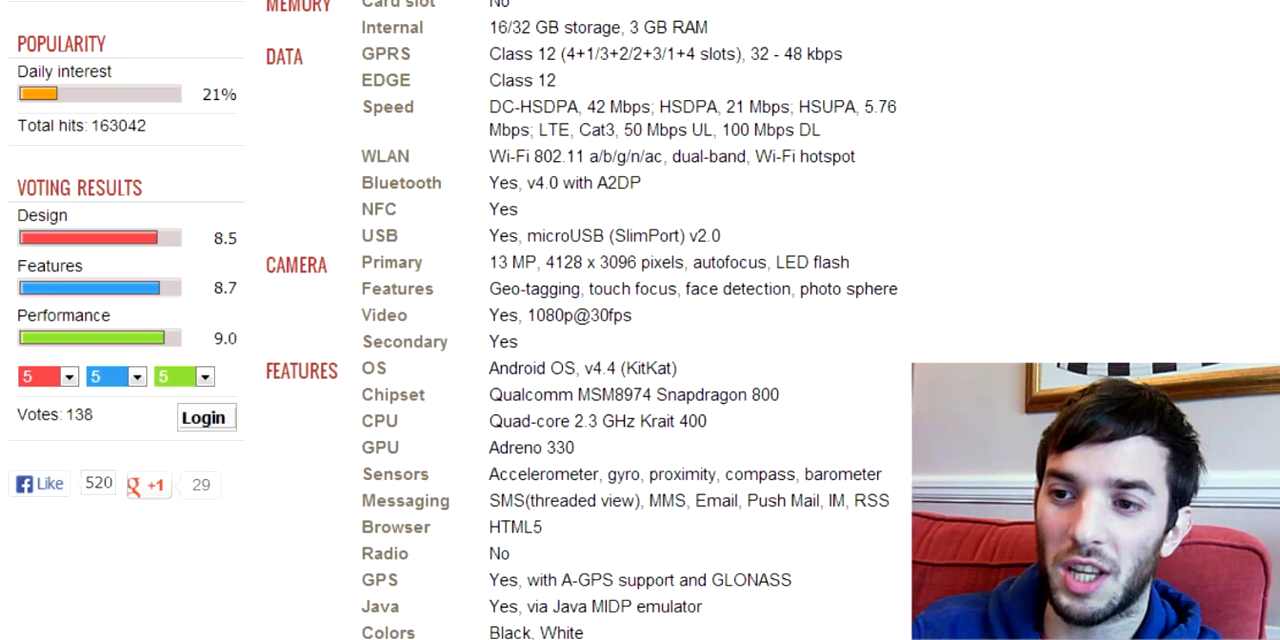 POPULARITY
Daily interest
21%
Total hits: 163042
VOTING RESULTS
Design
8.5
Features
8.7
Performance
9.0
5 5 5
Votes: 138 Login
Like 520 +1 29
MEMORY Card slot No
Internal 16/32 GB storage, 3 GB RAM
DATA GPRS Class 12 (4+1/3+2/2+3/1+4 slots), 32 - 48 kbps
EDGE Class 12
Speed DC-HSDPA, 42 Mbps; HSDPA, 21 Mbps; HSUPA, 5.76
Mbps; LTE, Cat3, 50 Mbps UL, 100 Mbps DL
WLAN Wi-Fi 802.11 a/b/g/n/ac, dual-band, Wi-Fi hotspot
Bluetooth Yes, v4.0 with A2DP
NFC Yes
USB Yes, microUSB (SlimPort) v2.0
CAMERA Primary 13 MP, 4128 x 3096 pixels, autofocus, LED flash
Features Geo-tagging, touch focus, face detection, photo sphere
Video Yes, 1080p@30fps
Secondary Yes
FEATURES OS Android OS, v4.4 (KitKat)
Chipset Qualcomm MSM8974 Snapdragon 800
CPU Quad-core 2.3 GHz Krait 400
GPU Adreno 330
Sensors Accelerometer, gyro, proximity, compass, barometer
Messaging SMS(threaded view), MMS, Email, Push Mail, IM, RSS
Browser HTML5
Radio No
GPS Yes, with A-GPS support and GLONASS
Java Yes, via Java MIDP emulator
Colors Black, White